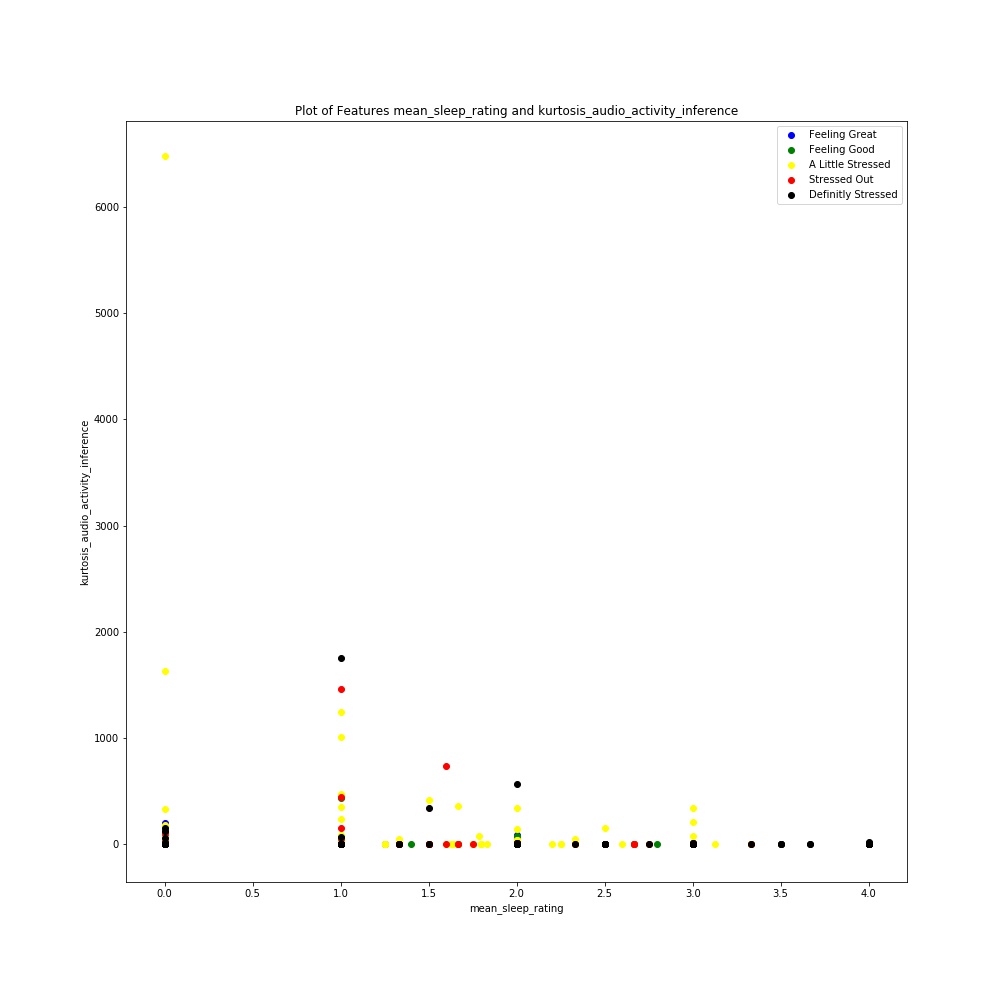 Plot of Features mean_sleep_rating and kurtosis_audio_activity_inference
Feeling Great
Feeling Good
A Little Stressed
Stressed Out
Definitly Stressed
6000
5000
4000
3000
2000
1000
0
kurtosis_audio_activity_inference
0.0 0.5 1.0 1.5 2.0 2.5 3.0 3.5 4.0
mean_sleep_rating